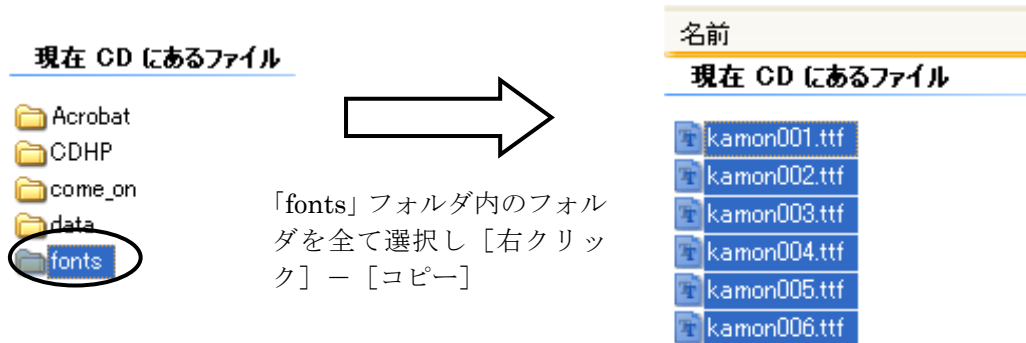 現在 CD にあるファイル
Acrobat
CDHP
come_on
data
fonts
「fonts」フォルダ内のフォル
ダを全て選択し［右クリッ
ク］－［コピー］
名前
現在 CD にあるファイル
kamon001.ttf
kamon002.ttf
kamon003.ttf
kamon004.ttf
kamon005.ttf
kamon006.ttf